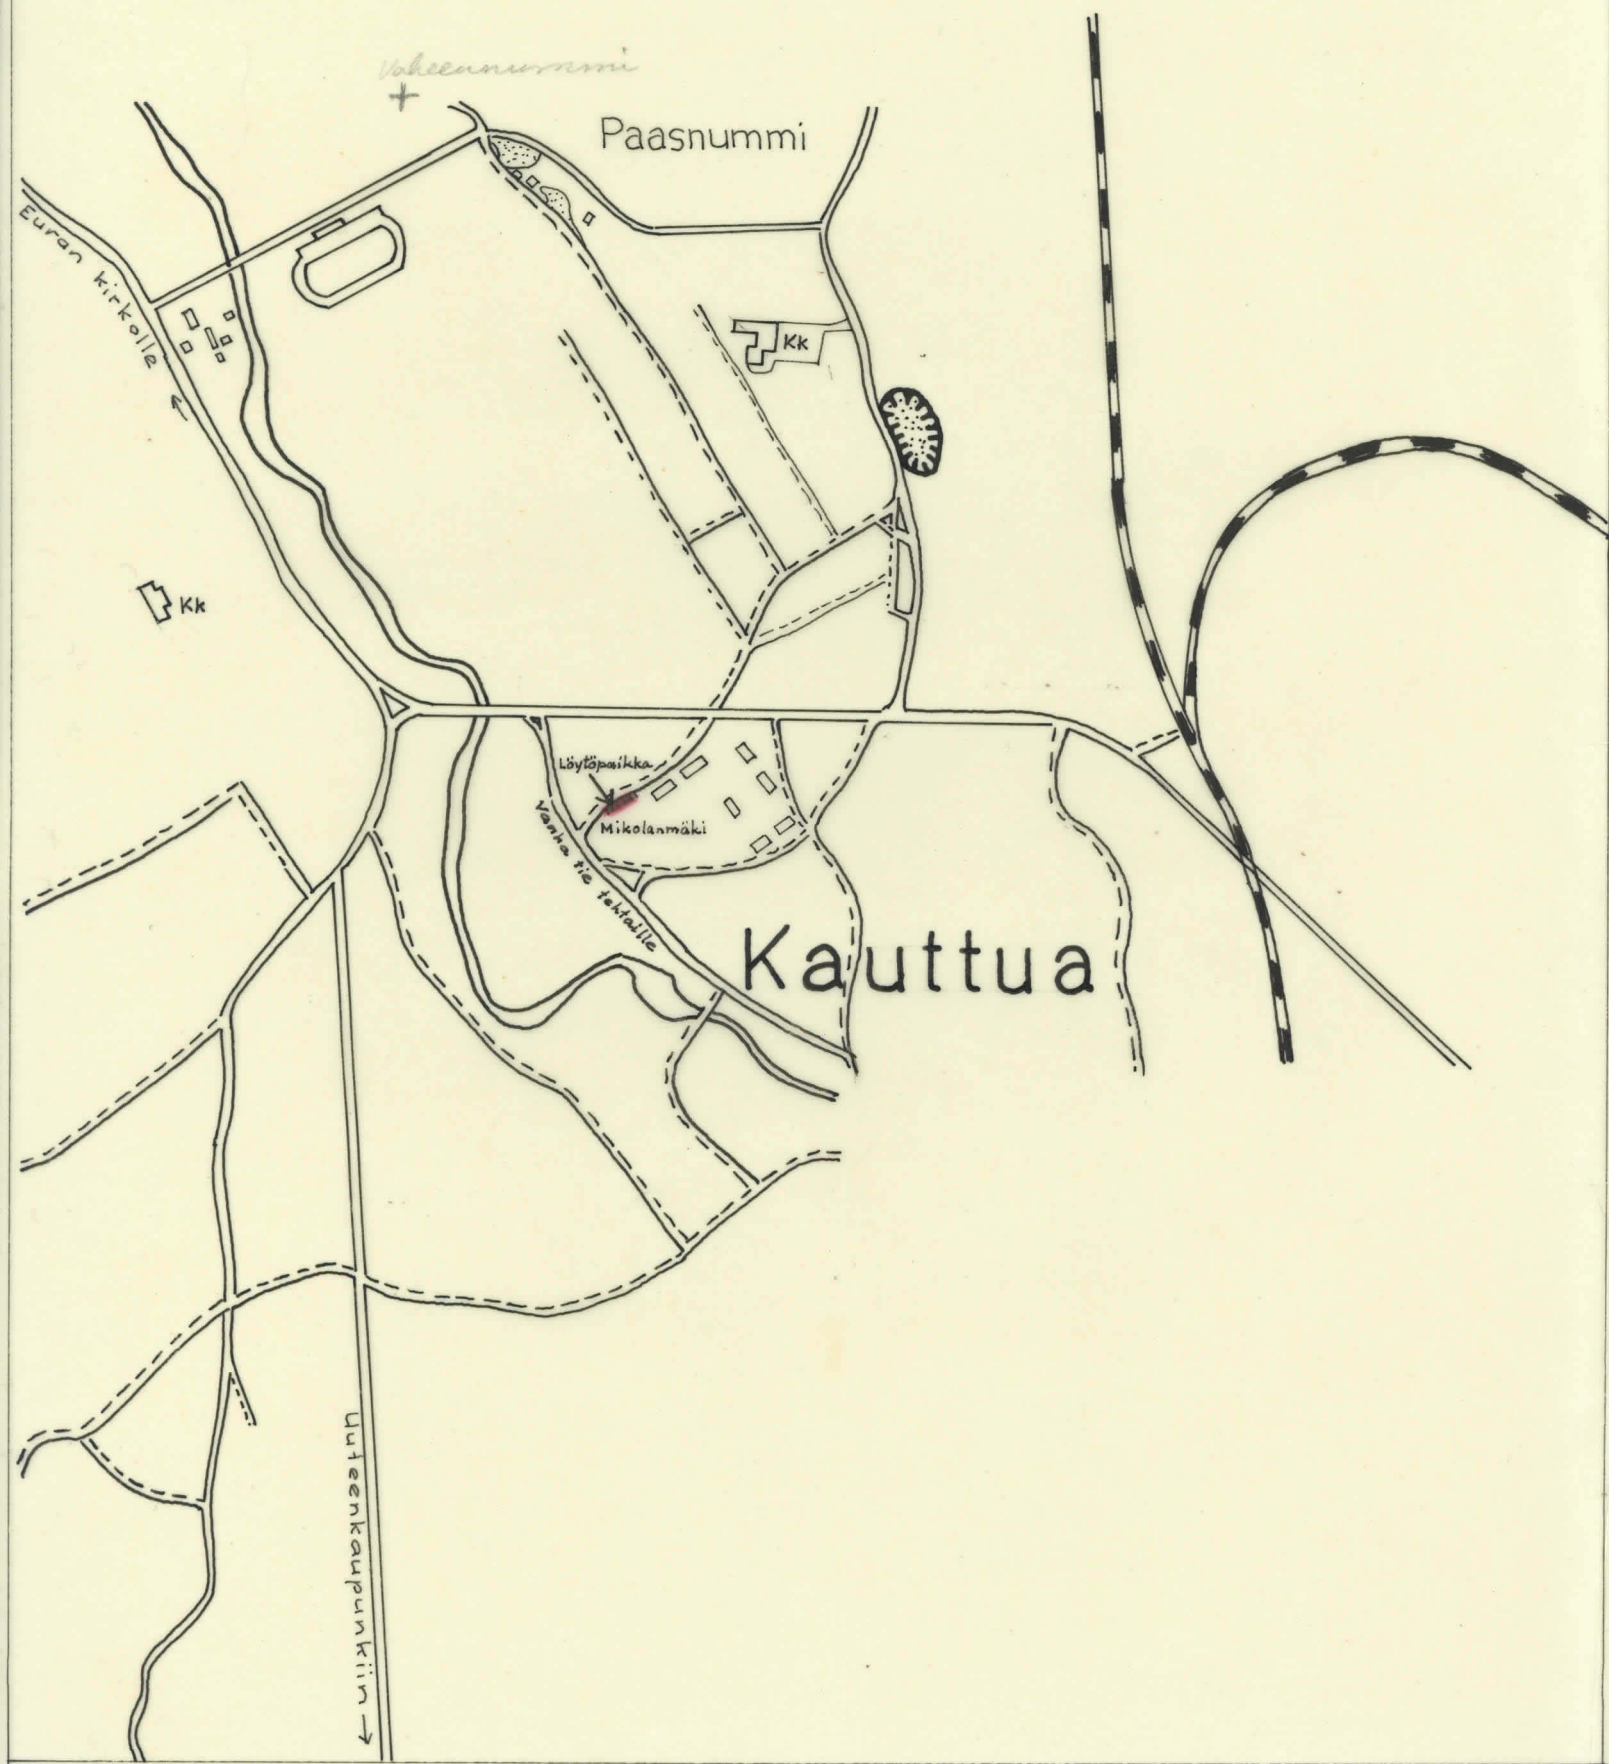 Paasnummi
Euran kirkolle
Kk
Kk
Löytöpaikka
Mikolanmäki
Vanha tie tehtaille
Kauttua
Uuteenkaupunkiin →